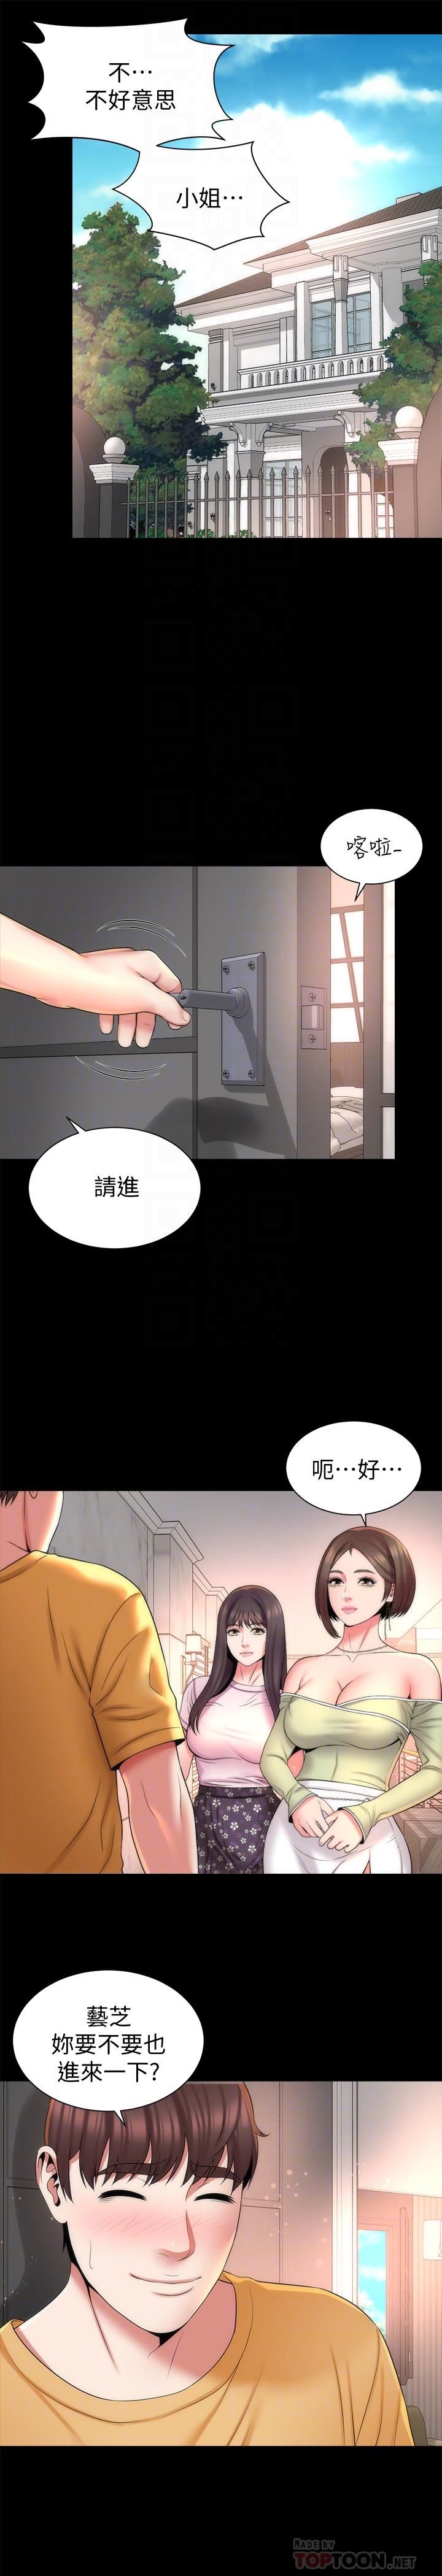 不…
不好意思
小姐…
喀啦-
請進
呃…好…
藝芝
妳要不要也
進來一下?
MADE BY
TOPTOON.NET